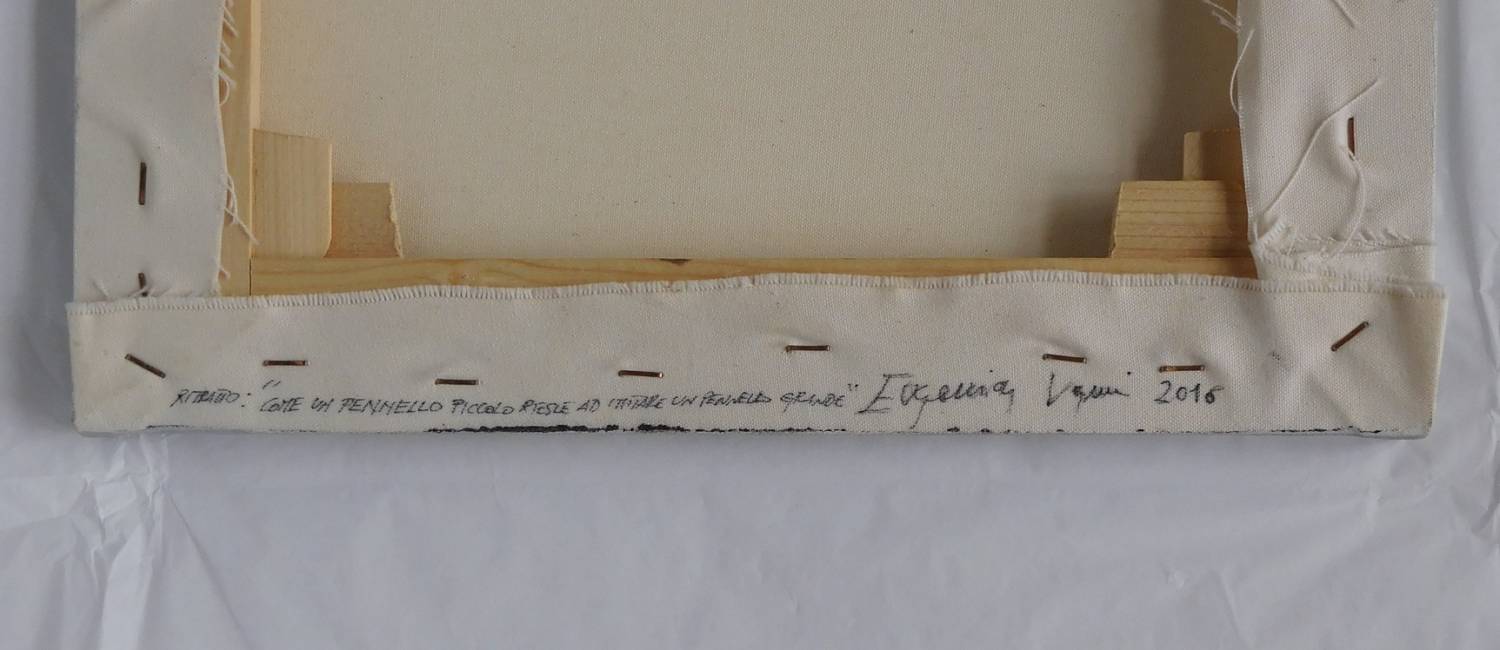 RITRATTO: "COME UN PENNELLO PICCOLO RIESCE AD IMITARE UN PENNELLO GRANDE" Eugenia Vanni 2016